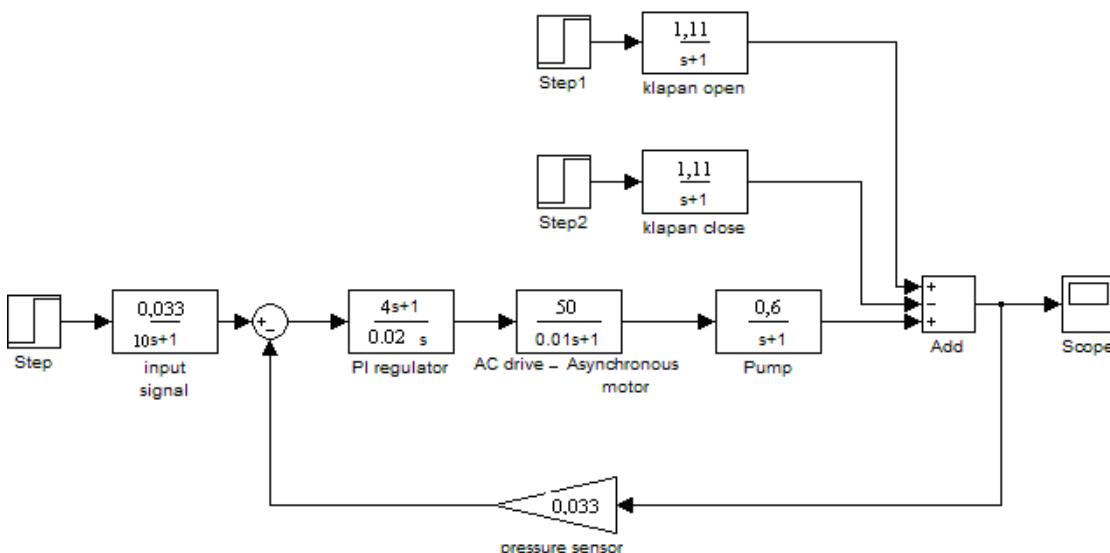 1,11
s+1
Step1
klapan open
1,11
s+1
Step2
klapan close
0,033
10s+1
Step
input
signal
+
−
4s+1
0.02 s
PI regulator
50
0.01s+1
AC drive – Asynchronous
motor
0,6
s+1
Pump
+
−
+
Add
Scope
0,033
pressure sensor